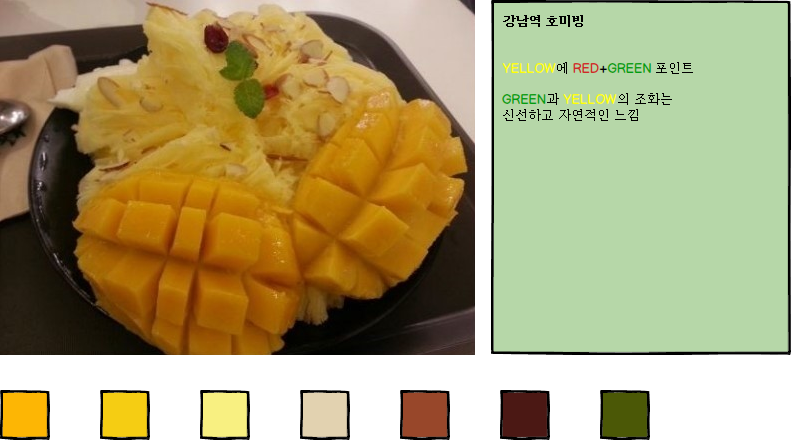 강남역 호미빙
YELLOW에 RED+GREEN 포인트
GREEN과 YELLOW의 조화는
신선하고 자연적인 느낌